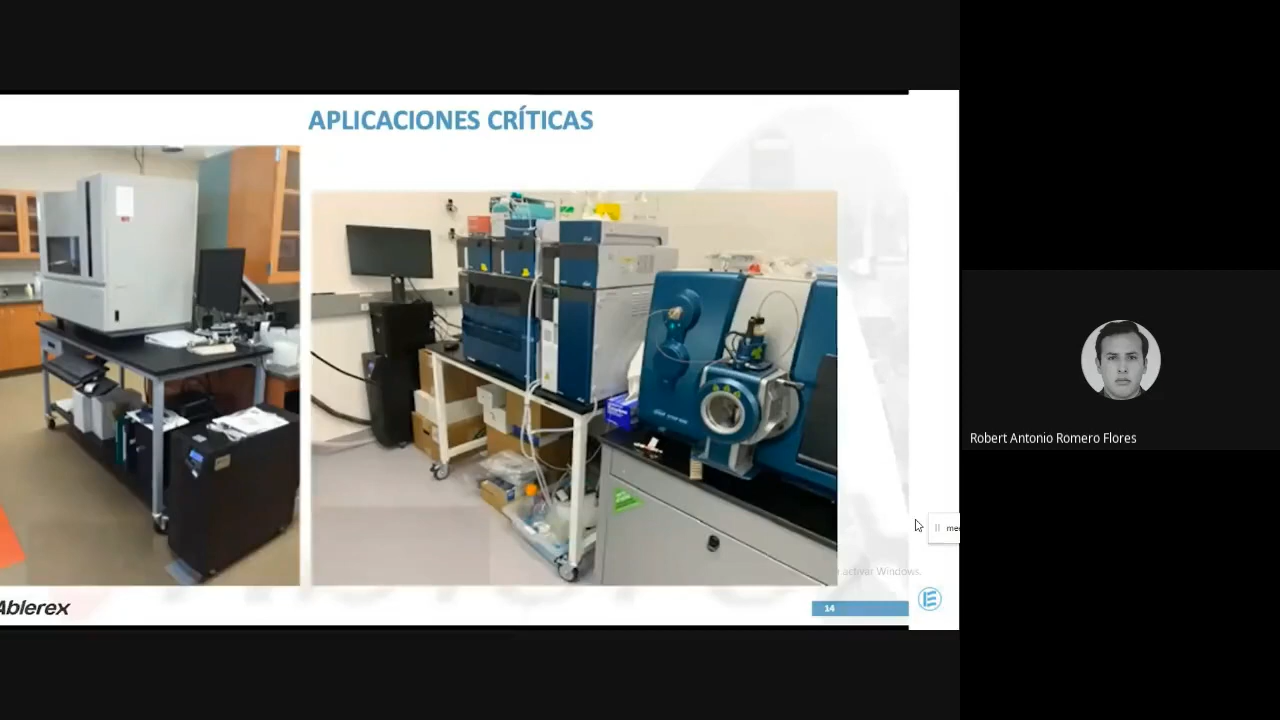 APLICACIONES CRÍTICAS
Robert Antonio Romero Flores
activar Windows.
Ablerex
14